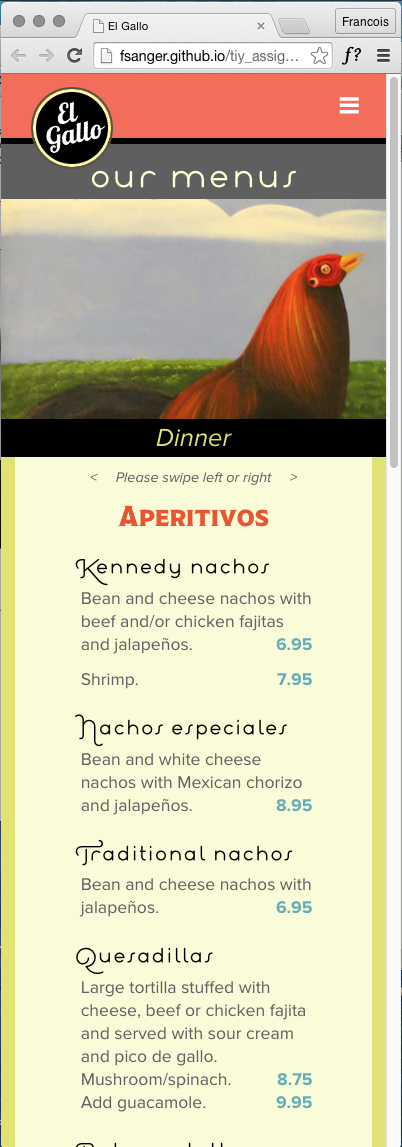 El Gallo
Francois
fsanger.github.io/tiy_assig...
f?
El
Gallo
our menus
Dinner
< Please swipe left or right >
Aperitivos
Kennedy nachos
Bean and cheese nachos with
beef and/or chicken fajitas
and jalapeños. 6.95
Shrimp. 7.95
Nachos especiales
Bean and white cheese
nachos with Mexican chorizo
and jalapeños. 8.95
Traditional nachos
Bean and cheese nachos with
jalapeños. 6.95
Quesadillas
Large tortilla stuffed with
cheese, beef or chicken fajita
and served with sour cream
and pico de gallo.
Mushroom/spinach. 8.75
Add guacamole. 9.95